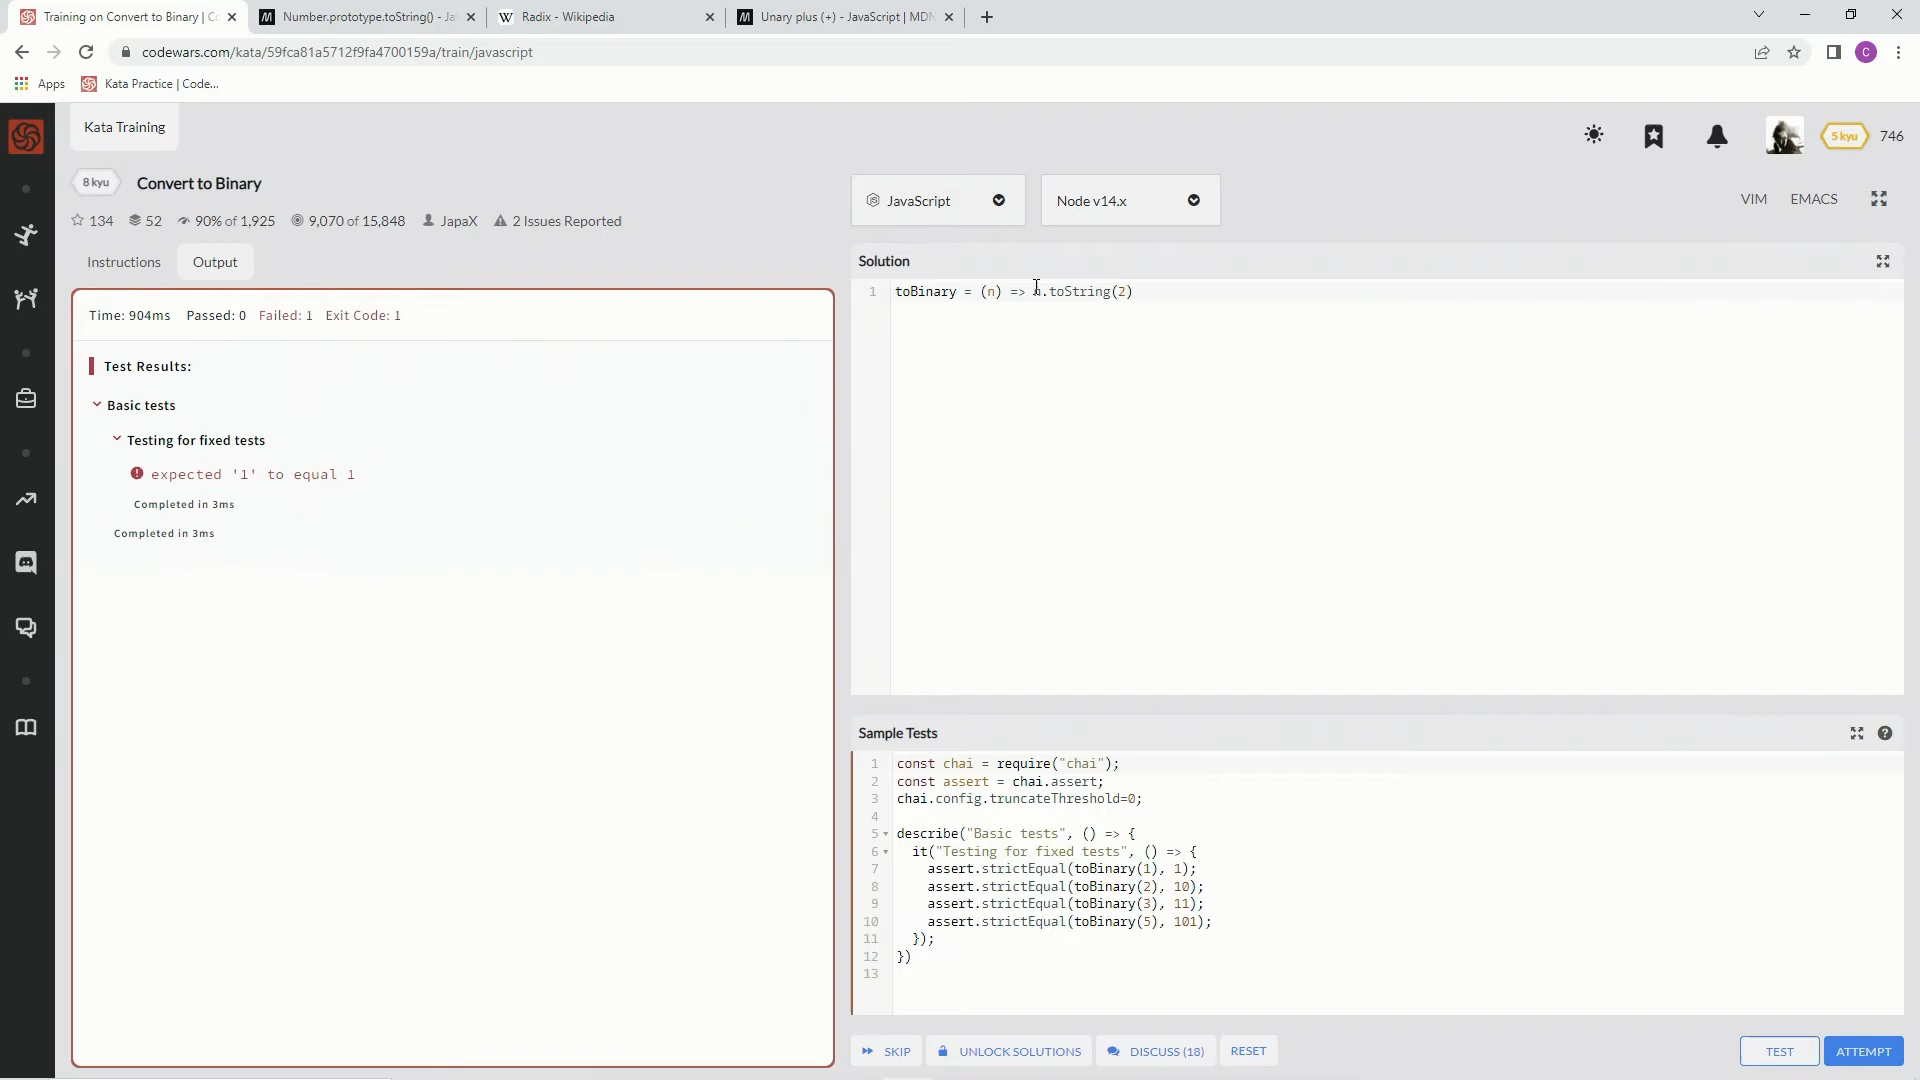 Training on Convert to Binary | C
Number.prototype.toString() - Ja
Radix - Wikipedia
Unary plus (+) - JavaScript | MDN
codewars.com/kata/59fca81a5712f9fa4700159a/train/javascript
C
Apps
Kata Practice | Code...
Kata Training
5 kyu
746
8 kyu
Convert to Binary
134
52
90% of 1,925
9,070 of 15,848
JapaX
2 Issues Reported
JavaScript
Node v14.x
VIM
EMACS
Instructions
Output
Time: 904ms Passed: 0 Failed: 1 Exit Code: 1
Test Results:
Basic tests
Testing for fixed tests
expected '1' to equal 1
Completed in 3ms
Completed in 3ms
Solution
1 toBinary = (n) => n.toString(2)
Sample Tests
1 const chai = require("chai");
2 const assert = chai.assert;
3 chai.config.truncateThreshold=0;
4
5 describe("Basic tests", () => {
6 it("Testing for fixed tests", () => {
7 assert.strictEqual(toBinary(1), 1);
8 assert.strictEqual(toBinary(2), 10);
9 assert.strictEqual(toBinary(3), 11);
10 assert.strictEqual(toBinary(5), 101);
11 });
12 })
13
SKIP
UNLOCK SOLUTIONS
DISCUSS (18)
RESET
TEST
ATTEMPT